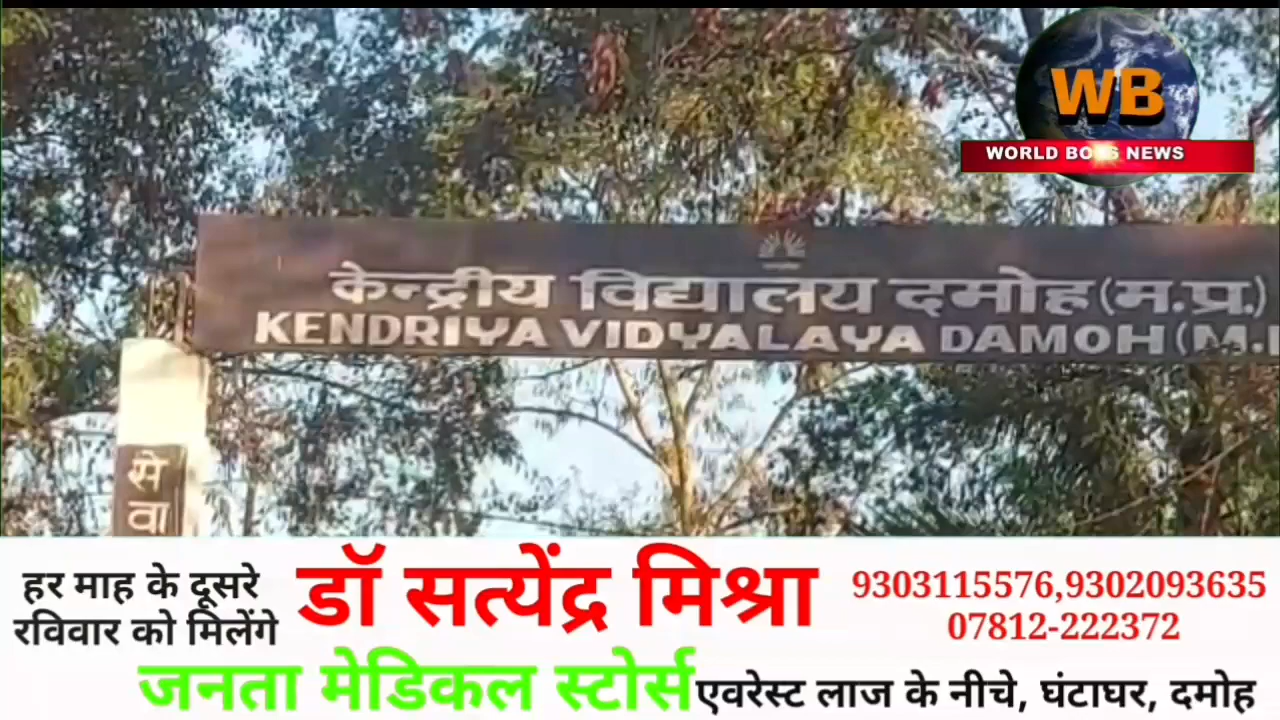 WB
WORLD BOSS NEWS
केन्द्रीय विद्यालय दमोह(म.प्र.)
KENDRIYA VIDYALAYA DAMOH(M.
से
वा
हर माह के दूसरे
रविवार को मिलेंगे
डॉ सत्येंद्र मिश्रा
9303115576,9302093635
07812-222372
जनता मेडिकल स्टोर्स एवरेस्ट लाज के नीचे, घंटाघर, दमोह